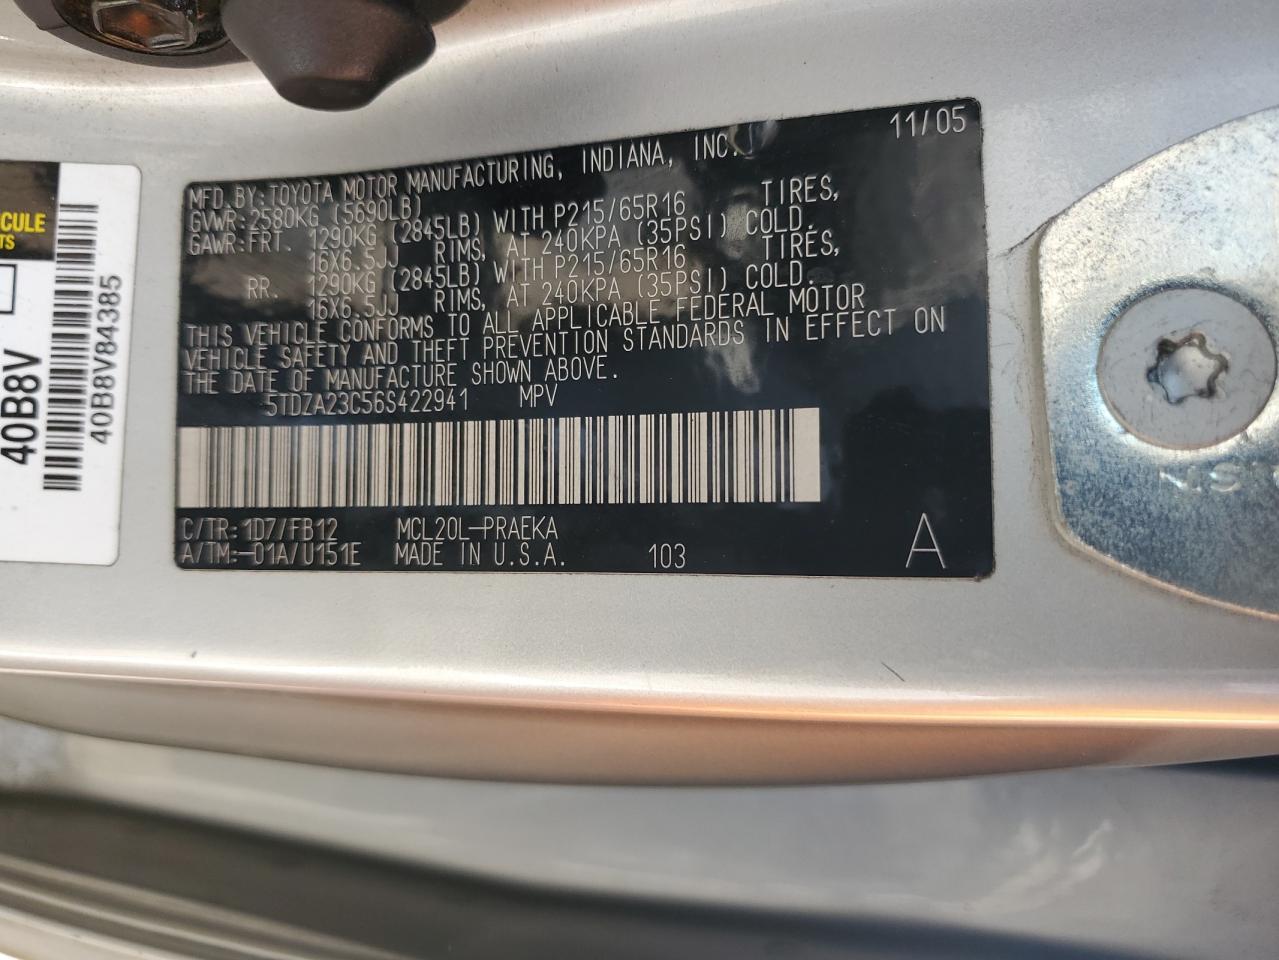 11/05
MFD.BY:TOYOTA MOTOR MANUFACTURING, INDIANA, INC.
GVWR:2580KG (5690LB)
GAWR:FRT. 1290KG (2845LB) WITH P215/65R16 TIRES,
16X6.5JJ RIMS, AT 240KPA (35PSI) COLD.
RR. 1290KG (2845LB) WITH P215/65R16 TIRES,
16X6.5JJ RIMS, AT 240KPA (35PSI) COLD.
THIS VEHICLE CONFORMS TO ALL APPLICABLE FEDERAL MOTOR
VEHICLE SAFETY AND THEFT PREVENTION STANDARDS IN EFFECT ON
THE DATE OF MANUFACTURE SHOWN ABOVE.
5TDZA23C56S422941 MPV
C/TR:1D7/FB12 MCL20L-PRAEKA
A/TM:-01A/U151E MADE IN U.S.A. 103 A
40B8V
40B8V84385